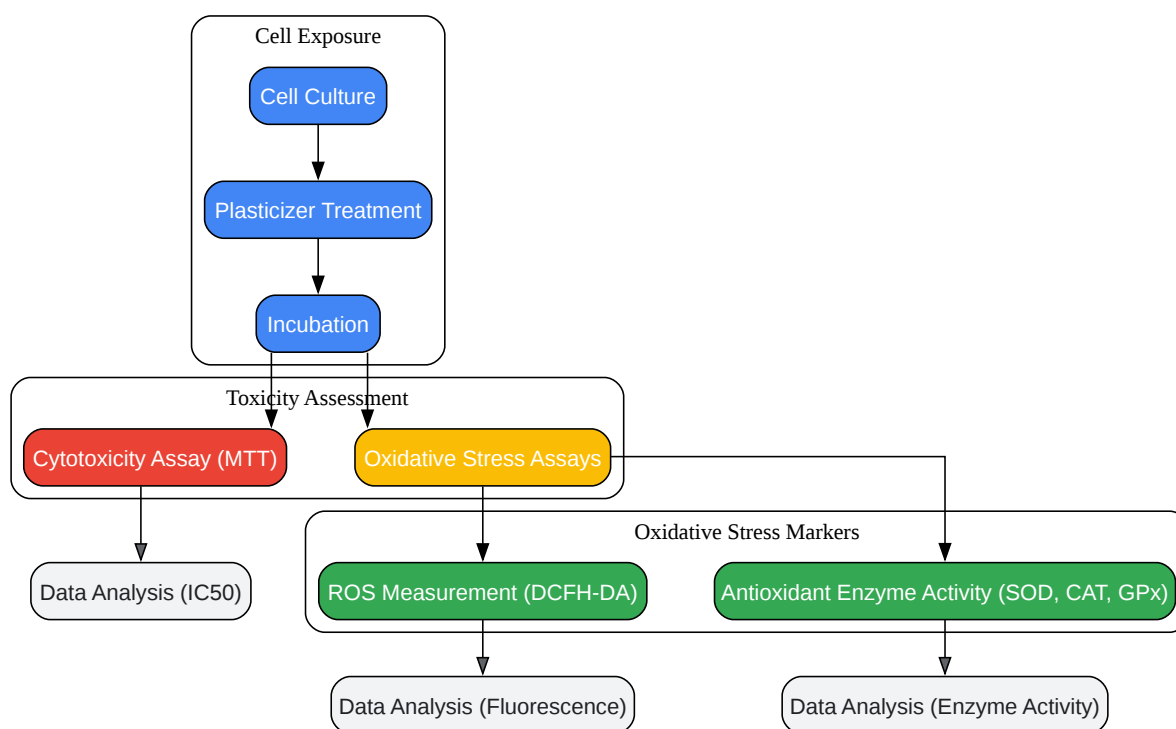 Cell Exposure
Cell Culture
Plasticizer Treatment
Incubation
Toxicity Assessment
Cytotoxicity Assay (MTT)
Oxidative Stress Assays
Oxidative Stress Markers
Data Analysis (IC50)
ROS Measurement (DCFH-DA)
Antioxidant Enzyme Activity (SOD, CAT, GPx)
Data Analysis (Fluorescence)
Data Analysis (Enzyme Activity)